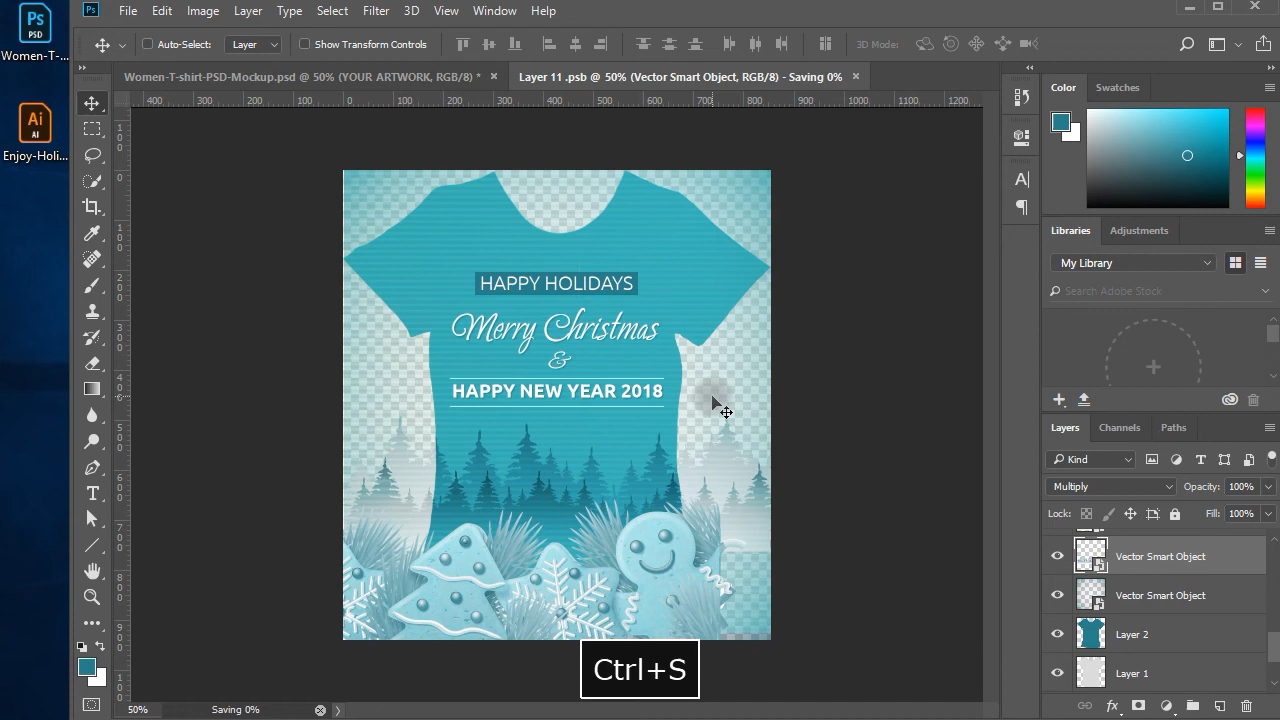 Ps
File Edit Image Layer Type Select Filter 3D View Window Help
Auto-Select: Layer Show Transform Controls 3D Mode:
Women-T-shirt-PSD-Mockup.psd @ 50% (YOUR ARTWORK, RGB/8) *
Layer 11 .psb @ 50% (Vector Smart Object, RGB/8) - Saving 0%
Ps
PSD
Women-T-...
Ai
AI
Enjoy-Holi...
400 300 200 100 0 100 200 300 400 500 600 700 800 900 1000 1100 1200
HAPPY HOLIDAYS
Merry Christmas
&
HAPPY NEW YEAR 2018
Ctrl+S
50% Saving 0%
Color Swatches
Libraries Adjustments
My Library
Search Adobe Stock
Layers Channels Paths
Kind
Multiply Opacity: 100%
Lock: Fill: 100%
Vector Smart Object
Vector Smart Object
Layer 2
Layer 1